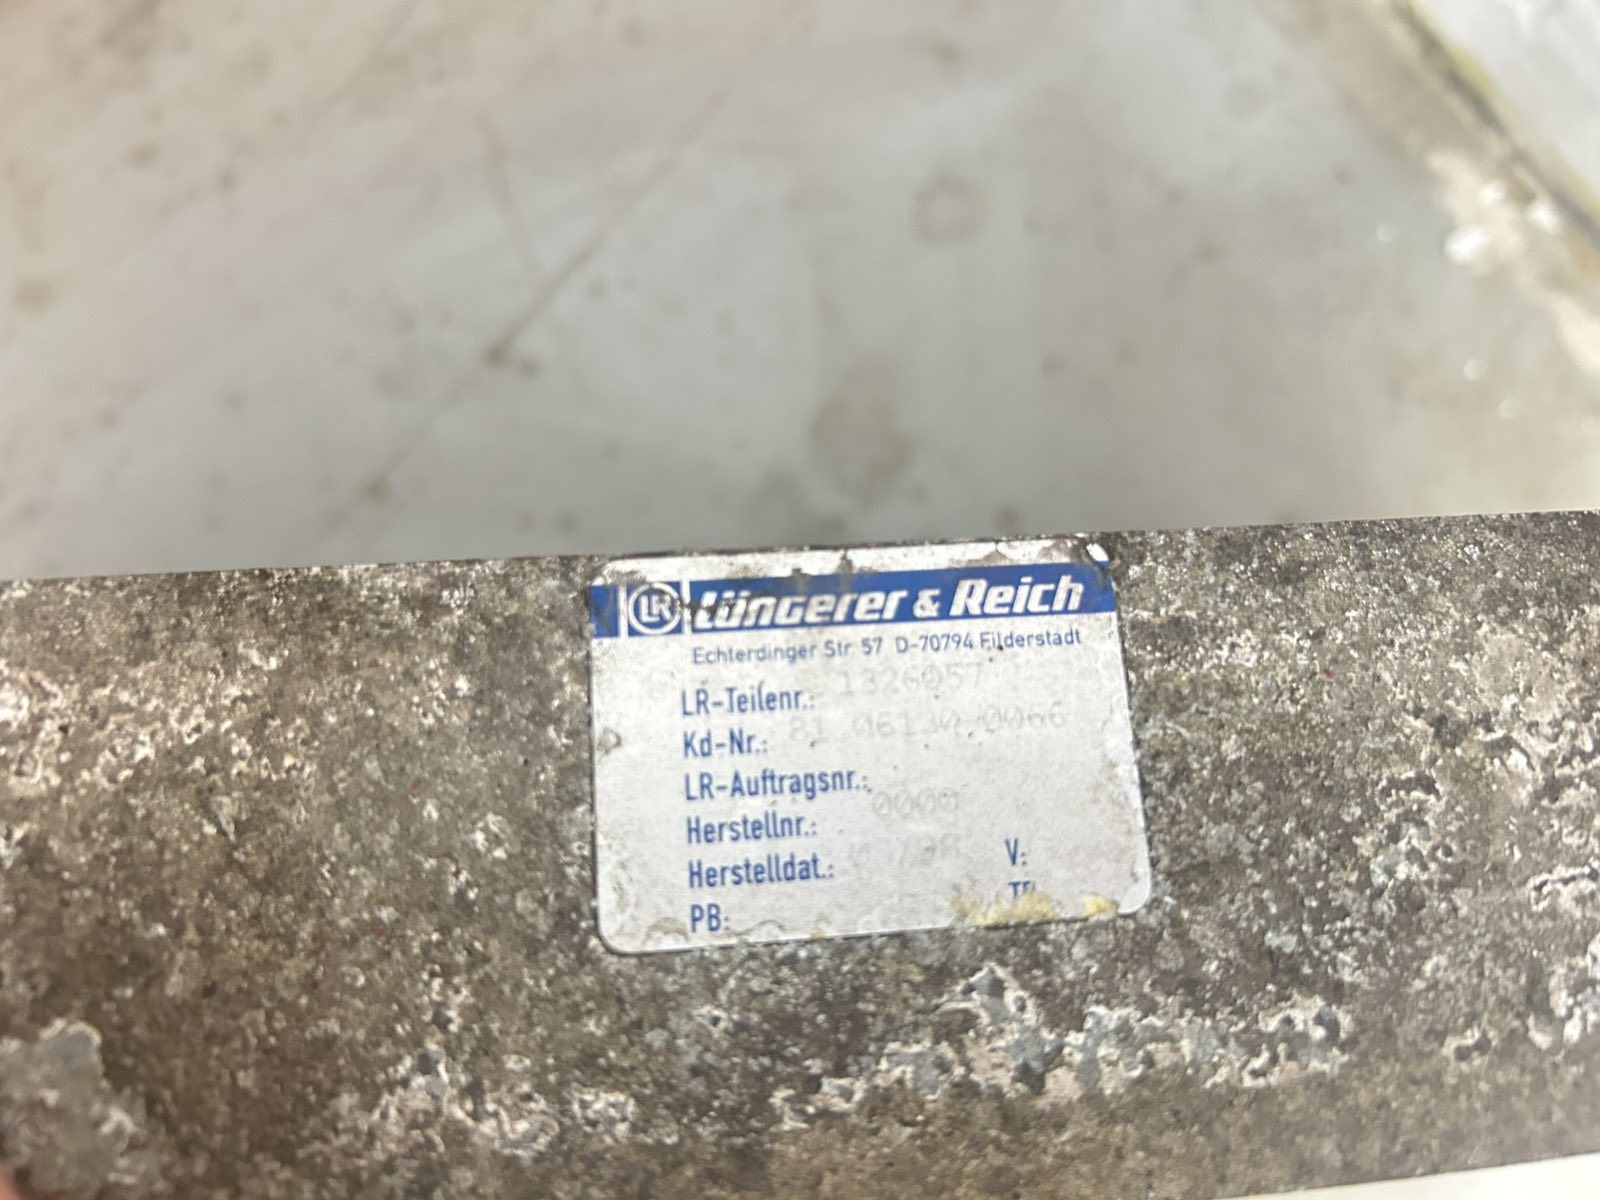 LR Längerer & Reich
Echterdinger Str. 57 D-70794 Filderstadt
LR-Teilenr.: 1326057
Kd-Nr.: 81 06130 0066
LR-Auftragsnr.:
Herstellnr.: 0000
Herstelldat.: V:
PB: